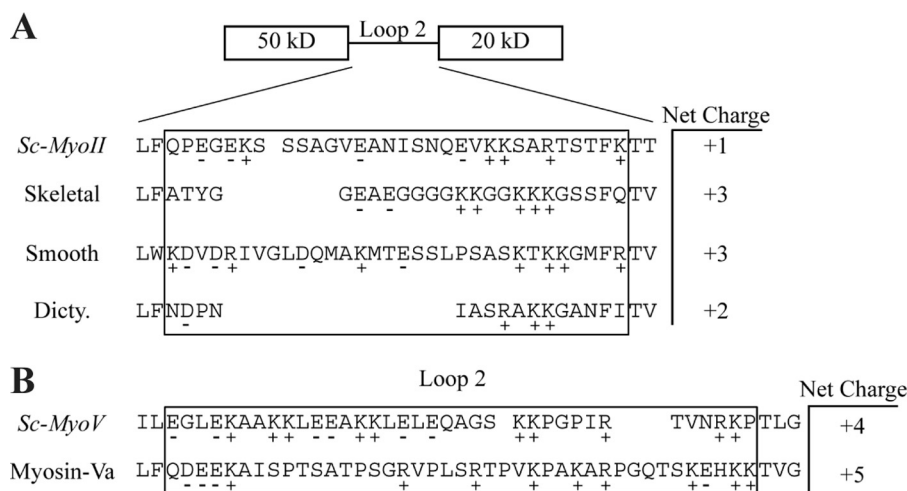 A
50 kD Loop 2 20 kD
Net Charge
Sc-MyoII LFQPEGEKS SSAGVEANISNQEVKKSARTSTFKTT +1
- -+ - -++ + +
Skeletal LFATYG GEAEGGGGKKGGKKKGSSFQTV +3
- - ++ +++
Smooth LWKDVDRIVGLDQMAKMTESSLPSASKTKKGMFRTV +3
+- -+ - + - + ++ +
Dicty. LFNDPN IASRAKKGANFITV +2
- + ++
B Loop 2 Net Charge
Sc-MyoV ILEGLEKAAKKLEEAKKLELEQAGS KKPGPIR TVNRKPTLG +4
- -+ ++ -- ++ - - ++ + ++
Myosin-Va LFQDEEKAISPTSATPSGRVPLSRTPVKPAKARPGQTSKEHKKTVG +5
---+ + + + + + +- ++